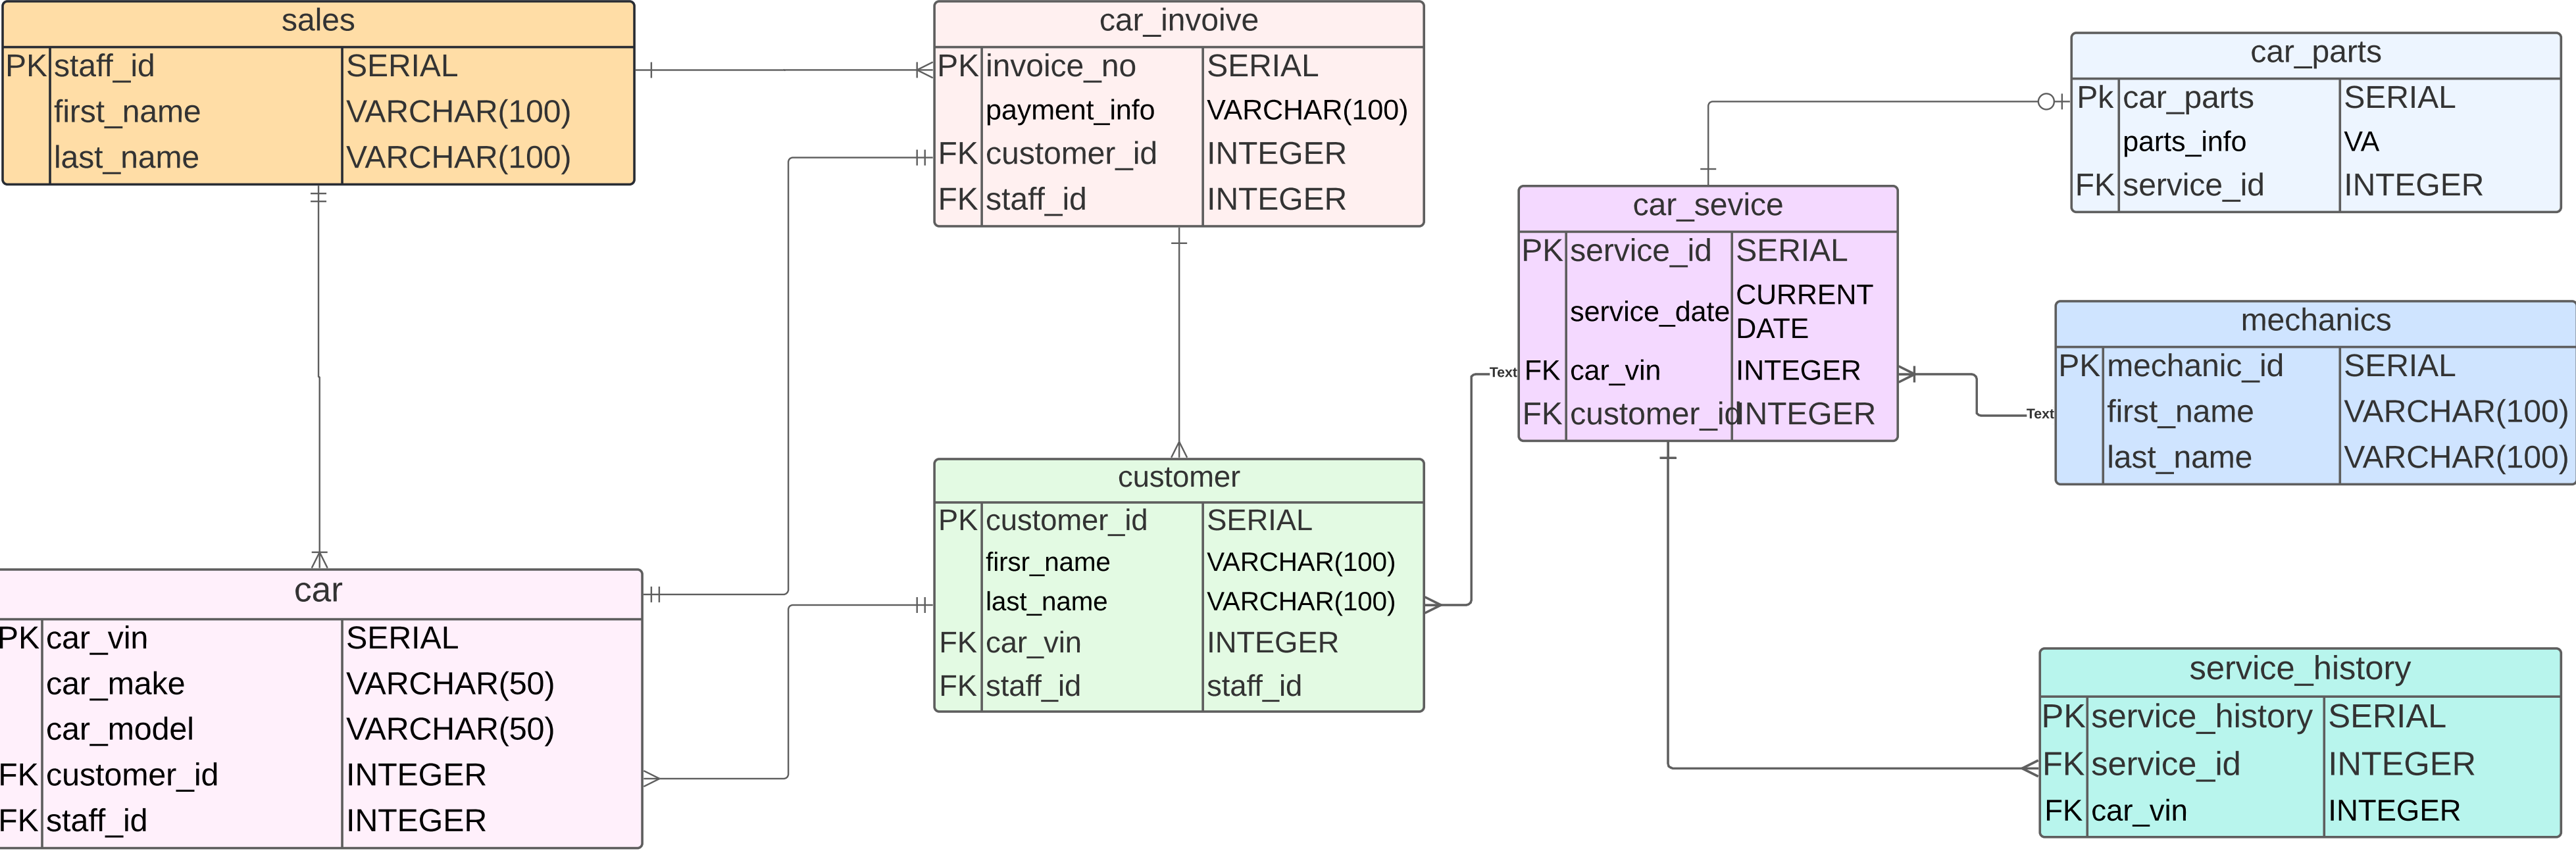 sales
PK staff_id SERIAL
first_name VARCHAR(100)
last_name VARCHAR(100)
car_invoive
PK invoice_no SERIAL
payment_info VARCHAR(100)
FK customer_id INTEGER
FK staff_id INTEGER
car_parts
Pk car_parts SERIAL
parts_info VA
FK service_id INTEGER
car_sevice
PK service_id SERIAL
service_date CURRENT
DATE
FK car_vin INTEGER
FK customer_id INTEGER
Text
mechanics
PK mechanic_id SERIAL
first_name VARCHAR(100)
last_name VARCHAR(100)
Text
customer
PK customer_id SERIAL
firsr_name VARCHAR(100)
last_name VARCHAR(100)
FK car_vin INTEGER
FK staff_id staff_id
car
PK car_vin SERIAL
car_make VARCHAR(50)
car_model VARCHAR(50)
FK customer_id INTEGER
FK staff_id INTEGER
service_history
PK service_history SERIAL
FK service_id INTEGER
FK car_vin INTEGER